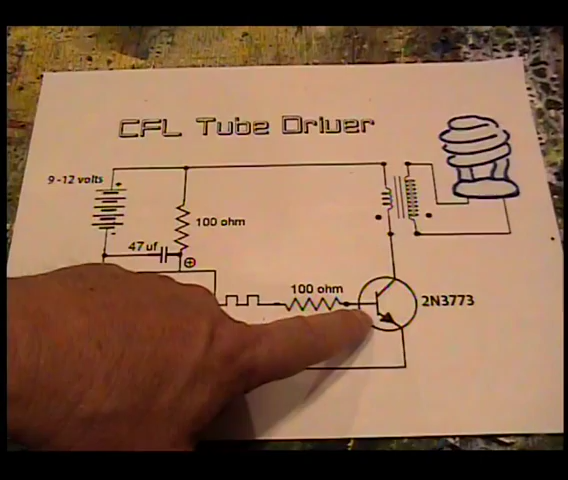 CFL Tube Driver
9-12 volts
100 ohm
47 uf
100 ohm
2N3773